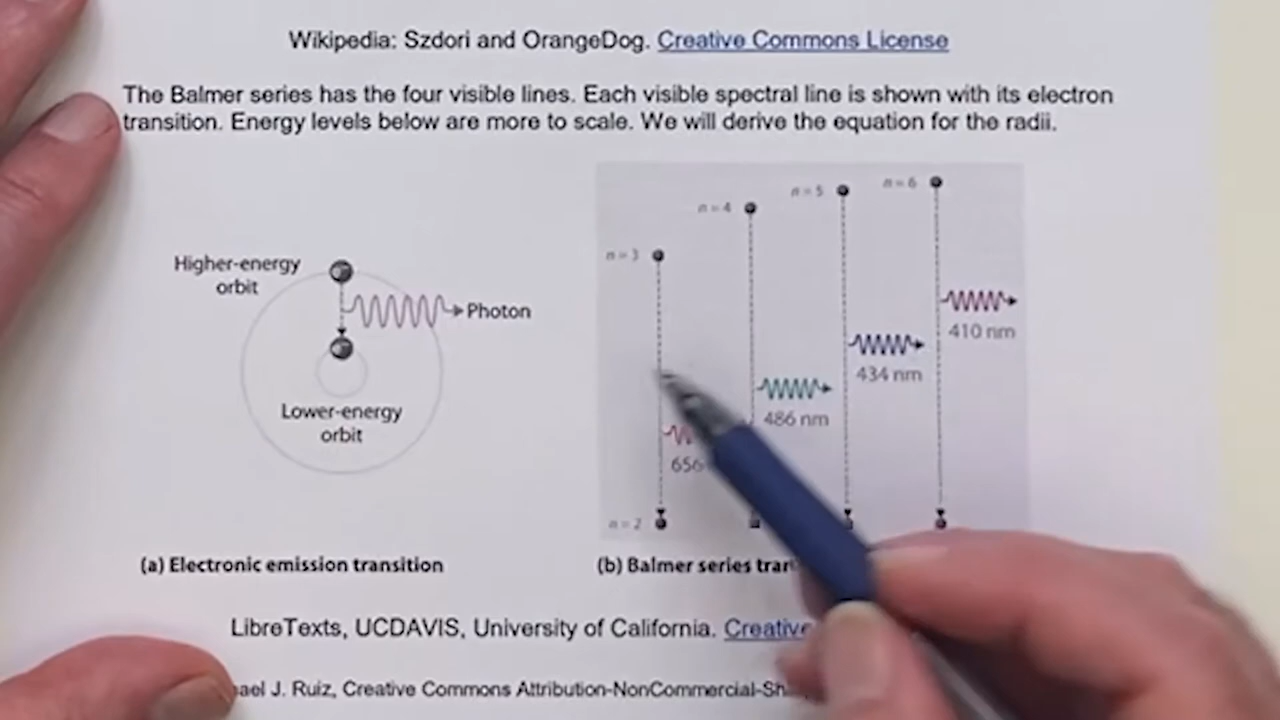 Wikipedia: Szdori and OrangeDog. Creative Commons License
The Balmer series has the four visible lines. Each visible spectral line is shown with its electron
transition. Energy levels below are more to scale. We will derive the equation for the radii.
Higher-energy
orbit
Photon
Lower-energy
orbit
(a) Electronic emission transition
n = 6
n = 5
n = 4
n = 3
410 nm
434 nm
486 nm
656
n = 2
(b) Balmer series
LibreTexts, UCDAVIS, University of California. Creative
J. Ruiz, Creative Commons Attribution-NonCommercial-